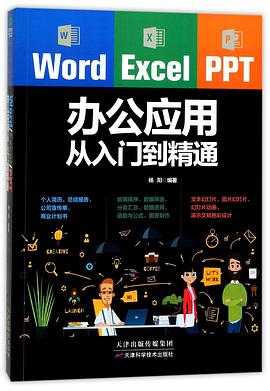 Word Excel PPT
办公应用
从入门到精通
杨 阳◎编著
个人简历、总结报告、
公司宣传单、
商业计划书
数据排序、数据筛选、
分类汇总、数据透视、
函数与公式、图表制作
文本幻灯片、图片幻灯片、
幻灯片动画、
演示文稿色彩设计
LET'S
WORK
天津出版传媒集团
天津科学技术出版社